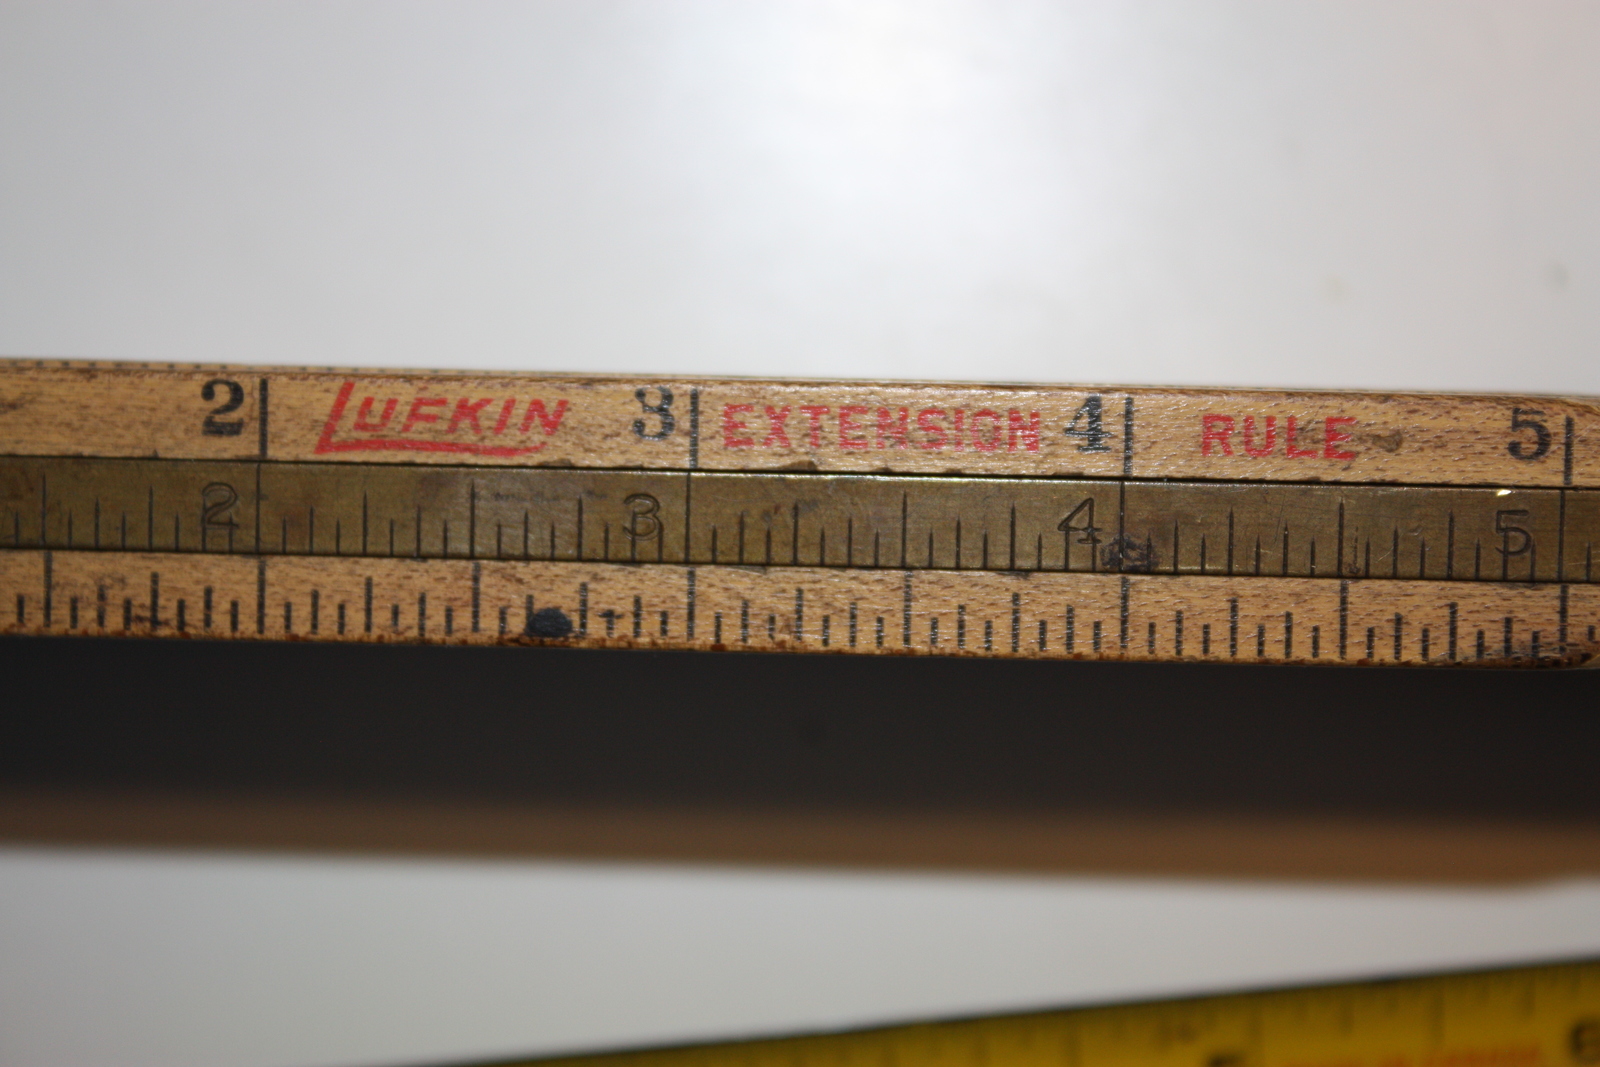 2 LUFKIN 3 EXTENSION 4 RULE 5
2 3 4 5